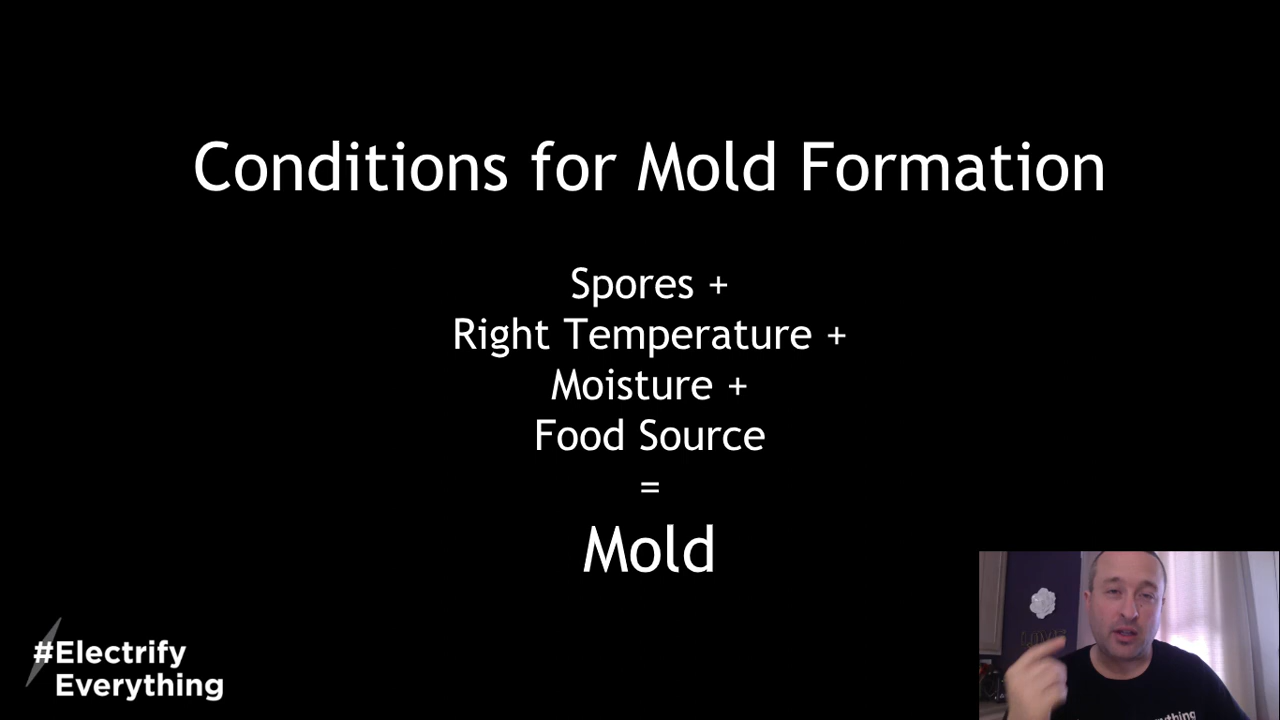 Conditions for Mold Formation
Spores +
Right Temperature +
Moisture +
Food Source
=
Mold
#Electrify
Everything